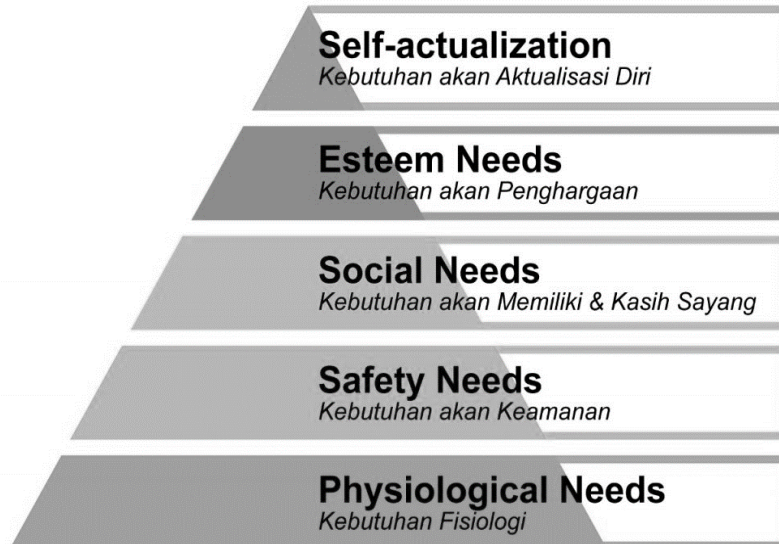 Self-actualization
Kebutuhan akan Aktualisasi Diri
Esteem Needs
Kebutuhan akan Penghargaan
Social Needs
Kebutuhan akan Memiliki & Kasih Sayang
Safety Needs
Kebutuhan akan Keamanan
Physiological Needs
Kebutuhan Fisiologi